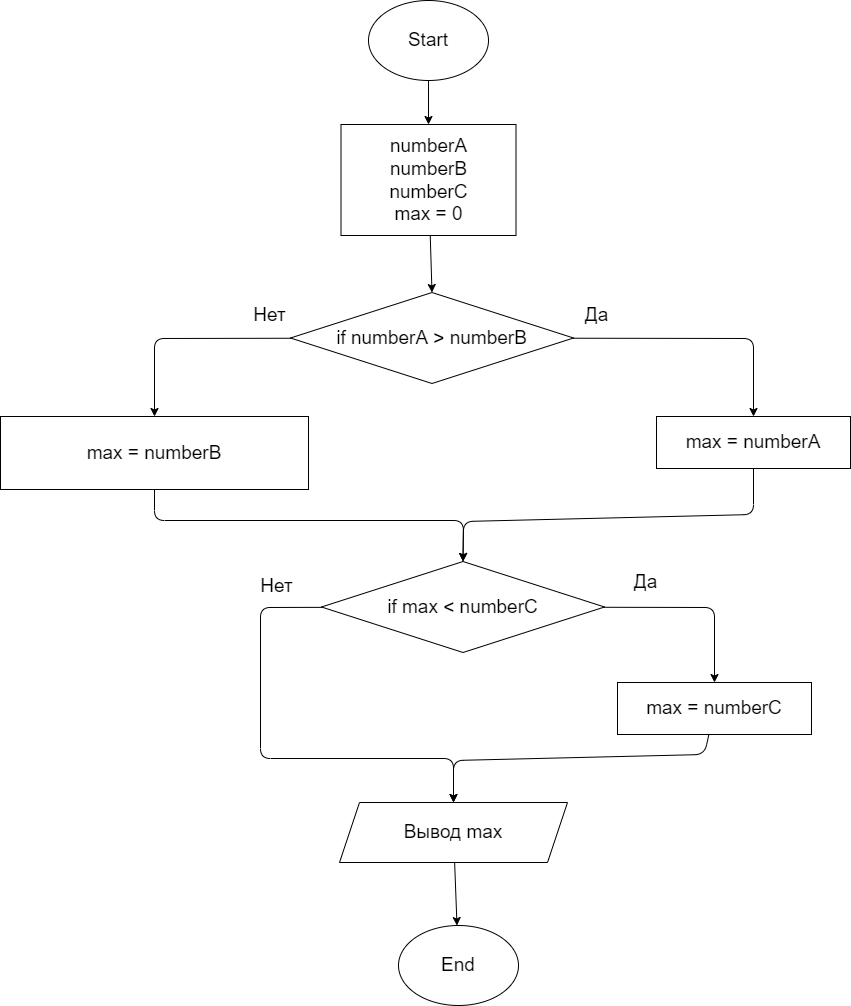 Start
numberA
numberB
numberC
max = 0
Нет
Да
if numberA > numberB
max = numberB
max = numberA
Нет
Да
if max < numberC
max = numberC
Вывод max
End